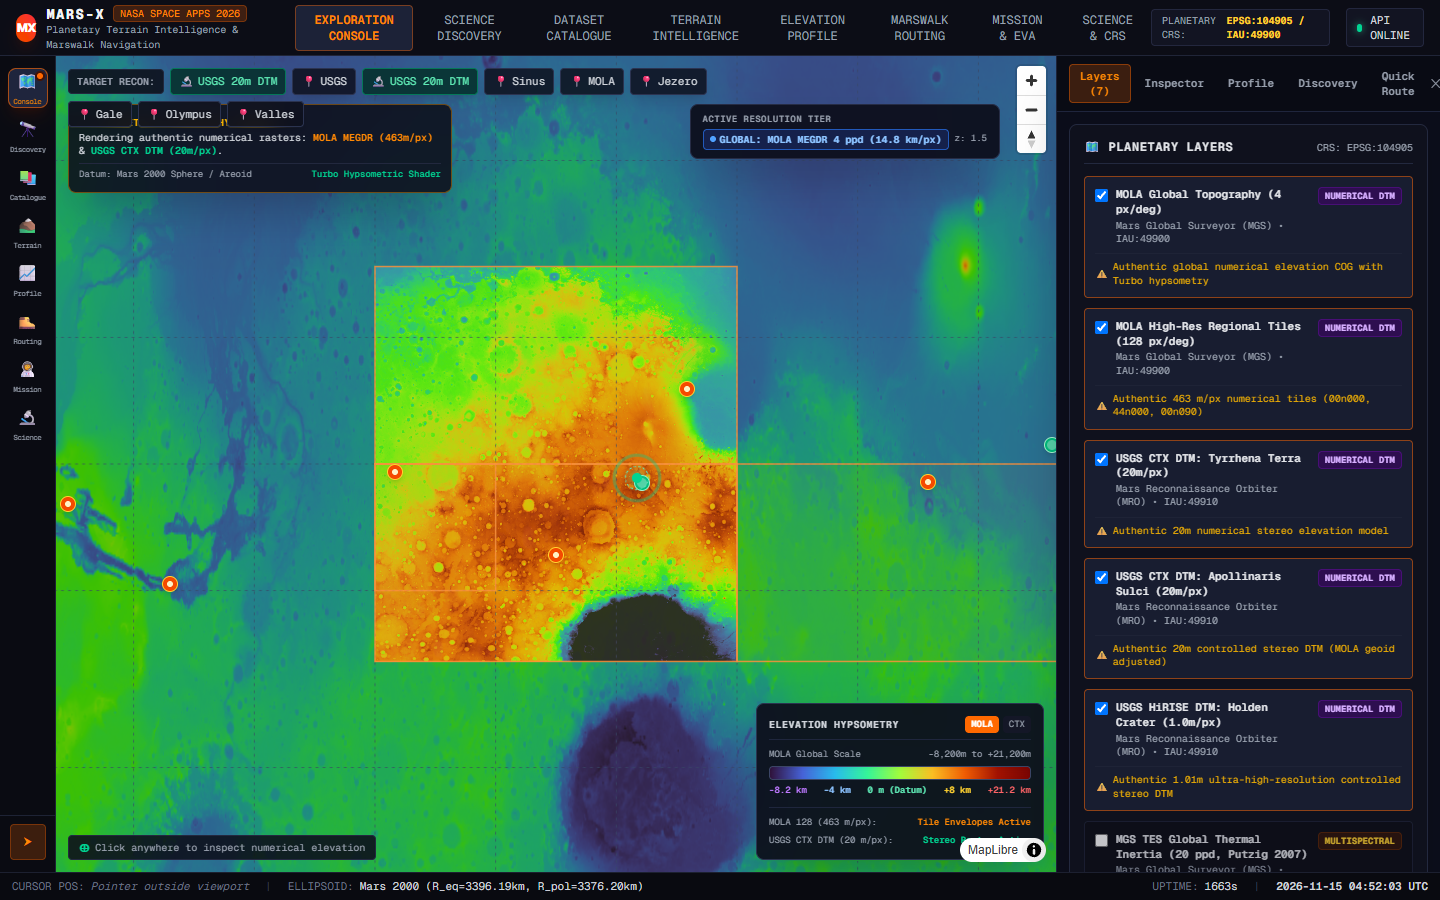 MX
MARS-X
NASA SPACE APPS 2026
Planetary Terrain Intelligence &
Marswalk Navigation
EXPLORATION
CONSOLE
SCIENCE
DISCOVERY
DATASET
CATALOGUE
TERRAIN
INTELLIGENCE
ELEVATION
PROFILE
MARSWALK
ROUTING
MISSION
& EVA
SCIENCE
& CRS
PLANETARY
CRS:
EPSG:104905 /
IAU:49900
API
ONLINE
Console
Discovery
Catalogue
Terrain
Profile
Routing
Mission
Science
TARGET RECON:
USGS 20m DTM
USGS
USGS 20m DTM
Sinus
MOLA
Jezero
Gale
Olympus
Valles
Rendering authentic numerical rasters: MOLA MEGDR (463m/px)
& USGS CTX DTM (20m/px).
Datum: Mars 2000 Sphere / Areoid
Turbo Hypsometric Shader
ACTIVE RESOLUTION TIER
GLOBAL: MOLA MEGDR 4 ppd (14.8 km/px)
z: 1.5
ELEVATION HYPSOMETRY
MOLA
CTX
MOLA Global Scale
-8,200m to +21,200m
-8.2 km
-4 km
0 m (Datum)
+8 km
+21.2 km
MOLA 128 (463 m/px):
Tile Envelopes Active
USGS CTX DTM (20 m/px):
Stereo
MapLibre
Click anywhere to inspect numerical elevation
Layers
(7)
Inspector
Profile
Discovery
Quick
Route
PLANETARY LAYERS
CRS: EPSG:104905
MOLA Global Topography (4
px/deg)
NUMERICAL DTM
Mars Global Surveyor (MGS) •
IAU:49900
Authentic global numerical elevation COG with
Turbo hypsometry
MOLA High-Res Regional Tiles
(128 px/deg)
NUMERICAL DTM
Mars Global Surveyor (MGS) •
IAU:49900
Authentic 463 m/px numerical tiles (00n000,
44n000, 00n090)
USGS CTX DTM: Tyrrhena Terra
(20m/px)
NUMERICAL DTM
Mars Reconnaissance Orbiter
(MRO) • IAU:49910
Authentic 20m numerical stereo elevation model
USGS CTX DTM: Apollinaris
Sulci (20m/px)
NUMERICAL DTM
Mars Reconnaissance Orbiter
(MRO) • IAU:49910
Authentic 20m controlled stereo DTM (MOLA geoid
adjusted)
USGS HiRISE DTM: Holden
Crater (1.0m/px)
NUMERICAL DTM
Mars Reconnaissance Orbiter
(MRO) • IAU:49910
Authentic 1.01m ultra-high-resolution controlled
stereo DTM
MGS TES Global Thermal
Inertia (20 ppd, Putzig 2007)
MULTISPECTRAL
Mars Global Surveyor (MGS) •
CURSOR POS: Pointer outside viewport
ELLIPSOID: Mars 2000 (R_eq=3396.19km, R_pol=3376.20km)
UPTIME: 1663s
2026-11-15 04:52:03 UTC